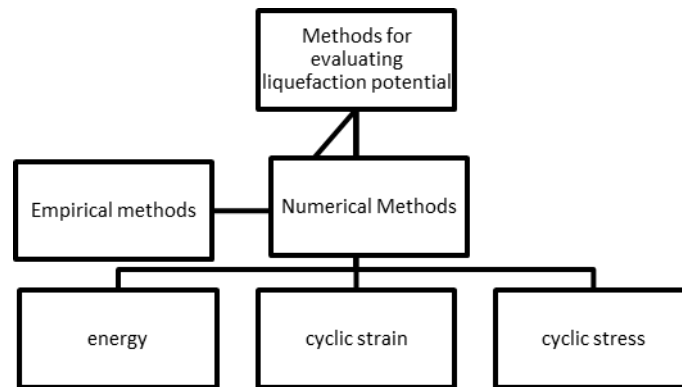 Methods for
evaluating
liquefaction potential
Empirical methods
Numerical Methods
energy
cyclic strain
cyclic stress